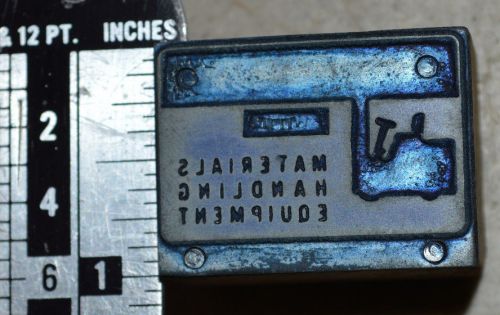 & 12 PT. INCHES
2
4
6 1
MATERIALS
HANDLING
EQUIPMENT